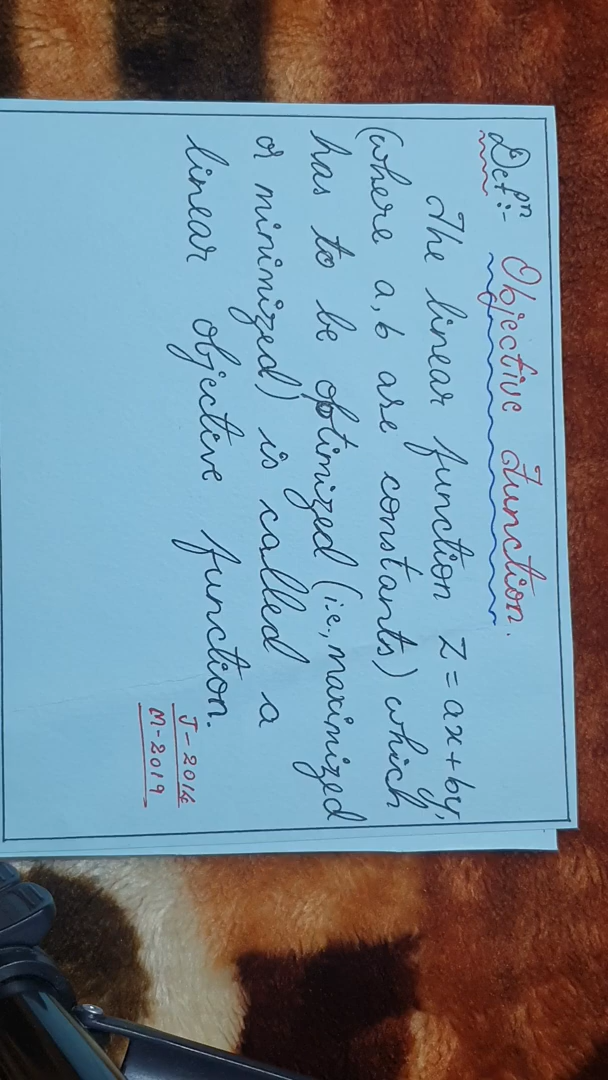 Defⁿ:- Objective Function.
The linear function Z = ax + by,
(where a, b are constants) which
has to be optimized (i.e., maximized
or minimized) is called a
linear objective function.
J-2014
M-2019